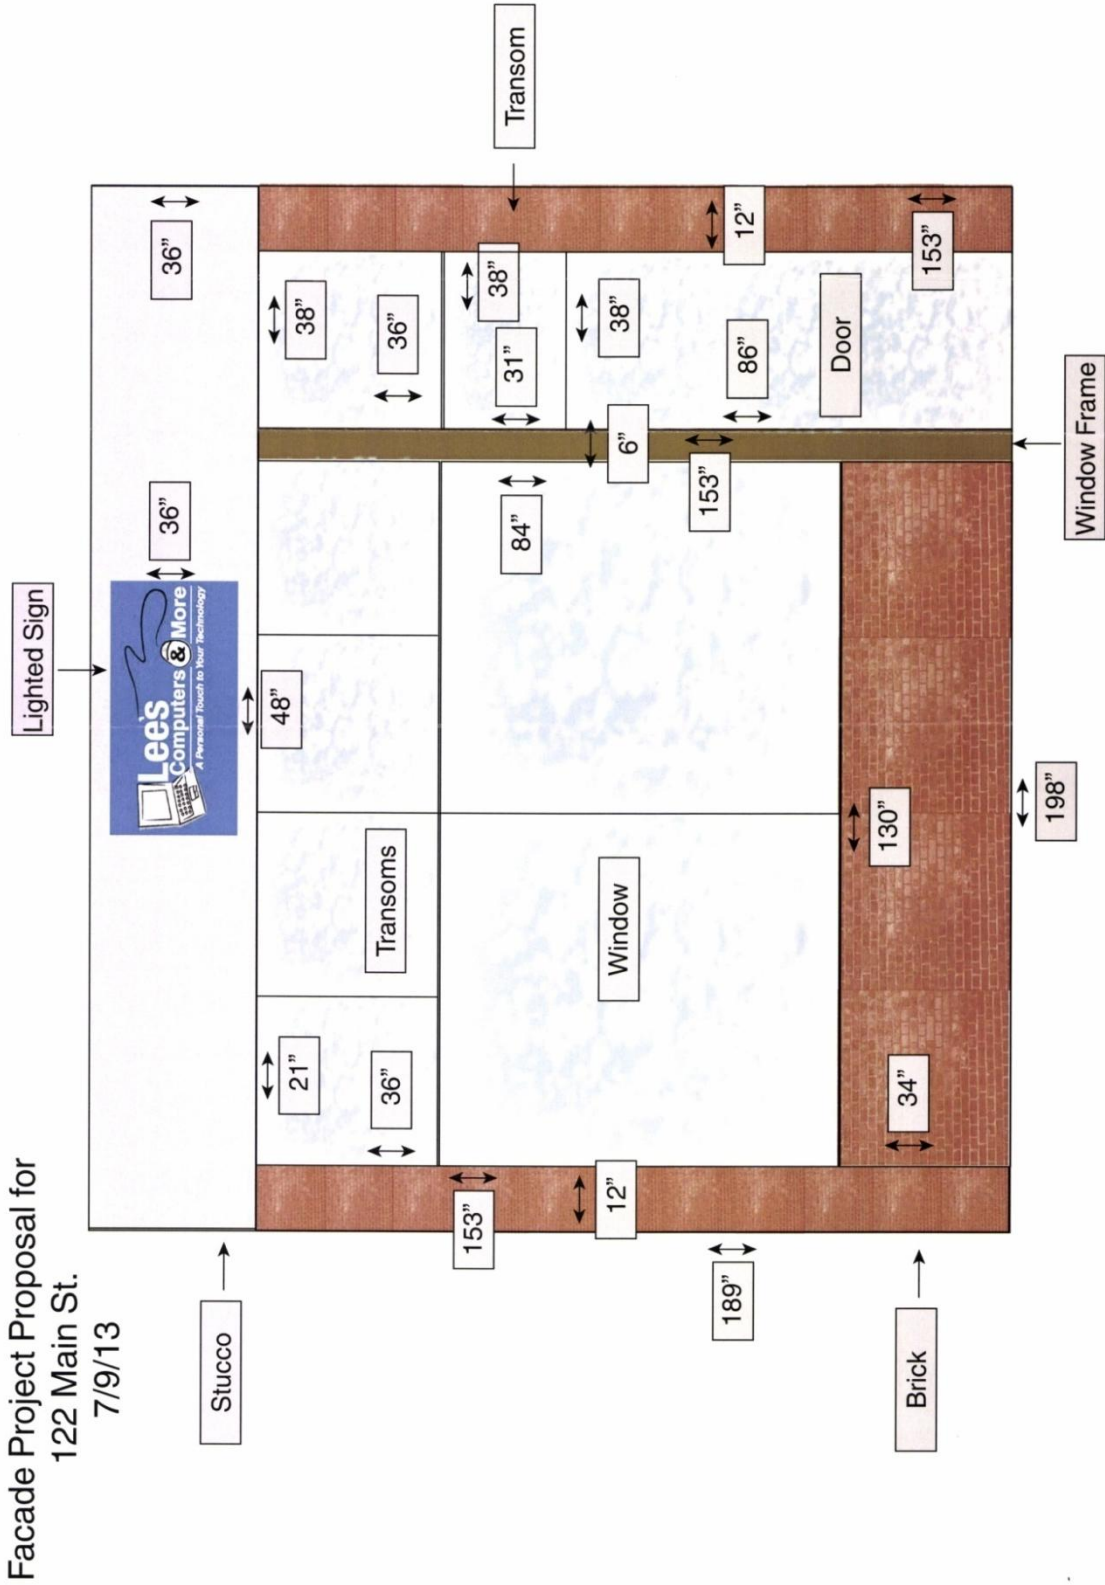 Facade Project Proposal for
122 Main St.
7/9/13
Lighted Sign
Stucco
Lee's
Computers & More
A Personal Touch to Your Technology
36”
36”
48”
21”
38”
36”
Transoms
36”
38”
31”
Transom
153”
84”
12”
Window
6”
38”
153”
189”
86”
12”
Door
130”
34”
153”
Brick
198”
Window Frame